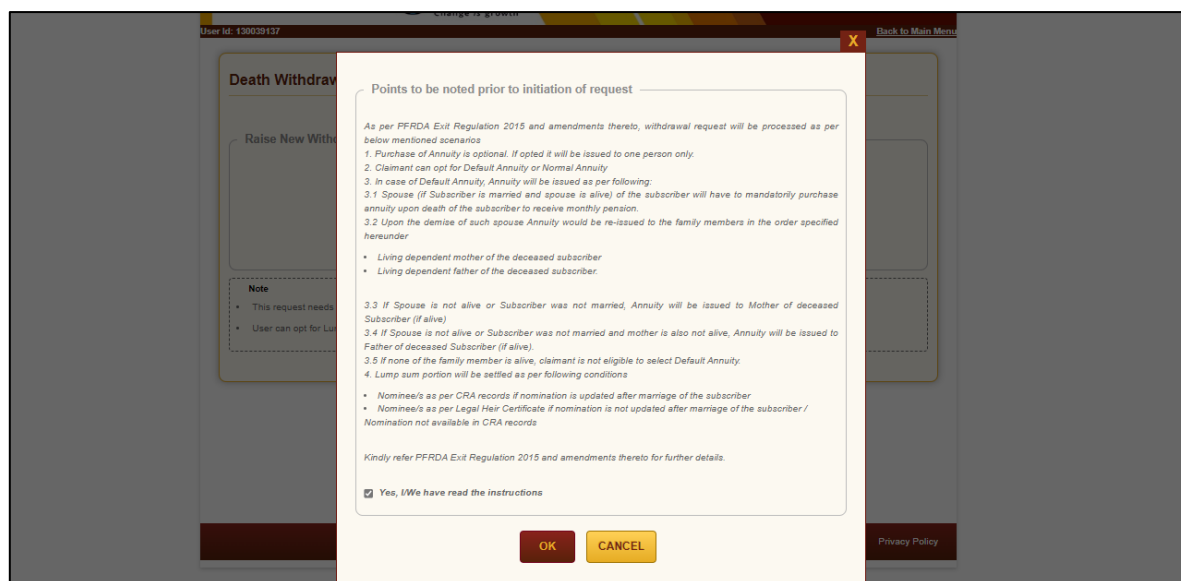 Change is growth
User Id: 130039137
Back to Main Menu
X
Death Withdraw
Points to be noted prior to initiation of request
Raise New Withd
As per PFRDA Exit Regulation 2015 and amendments thereto, withdrawal request will be processed as per
below mentioned scenarios
1. Purchase of Annuity is optional. If opted it will be issued to one person only.
2. Claimant can opt for Default Annuity or Normal Annuity
3. In case of Default Annuity, Annuity will be issued as per following:
3.1 Spouse (if Subscriber is married and spouse is alive) of the subscriber will have to mandatorily purchase
annuity upon death of the subscriber to receive monthly pension.
3.2 Upon the demise of such spouse Annuity would be re-issued to the family members in the order specified
hereunder
• Living dependent mother of the deceased subscriber
• Living dependent father of the deceased subscriber.
Note
• This request needs
• User can opt for Lu
3.3 If Spouse is not alive or Subscriber was not married, Annuity will be issued to Mother of deceased
Subscriber (if alive)
3.4 If Spouse is not alive or Subscriber was not married and mother is also not alive, Annuity will be issued to
Father of deceased Subscriber (if alive).
3.5 If none of the family member is alive, claimant is not eligible to select Default Annuity.
4. Lump sum portion will be settled as per following conditions
• Nominee/s as per CRA records if nomination is updated after marriage of the subscriber
• Nominee/s as per Legal Heir Certificate if nomination is not updated after marriage of the subscriber /
Nomination not available in CRA records
Kindly refer PFRDA Exit Regulation 2015 and amendments thereto for further details.
Yes, I/We have read the instructions
OK
CANCEL
Privacy Policy